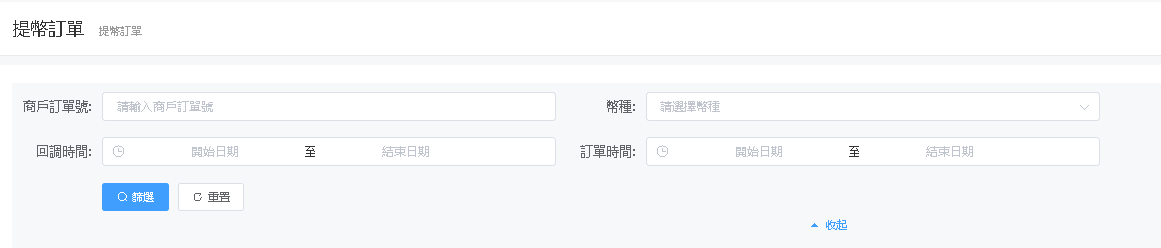 提幣訂單 提幣訂單
商戶訂單號: 請輸入商戶訂單號 幣種: 請選擇幣種
回調時間: 開始日期 至 結束日期 訂單時間: 開始日期 至 結束日期
篩選 重置
收起